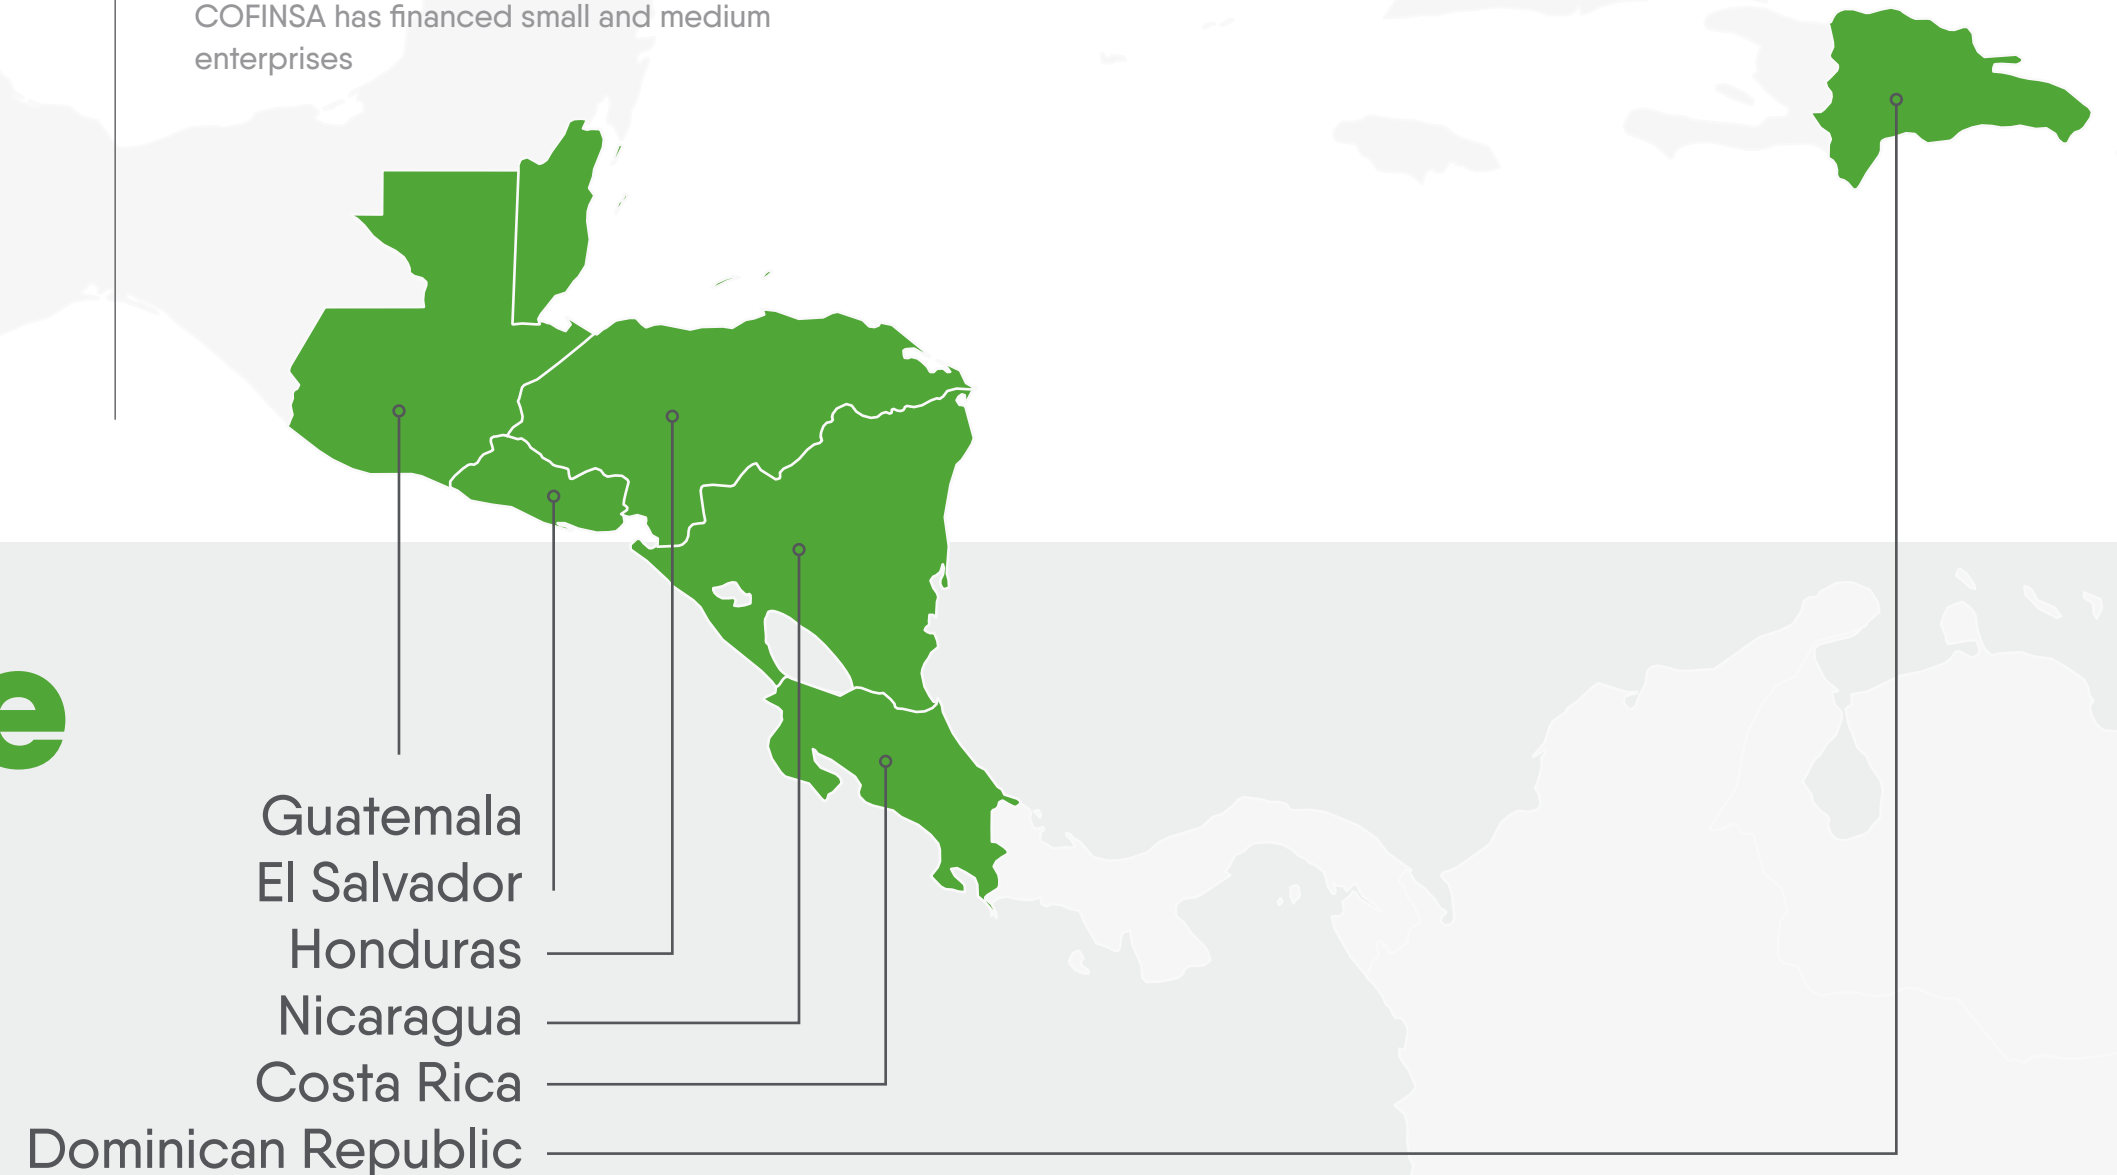 COFINSA has financed small and medium
enterprises
e
Guatemala
El Salvador
Honduras
Nicaragua
Costa Rica
Dominican Republic